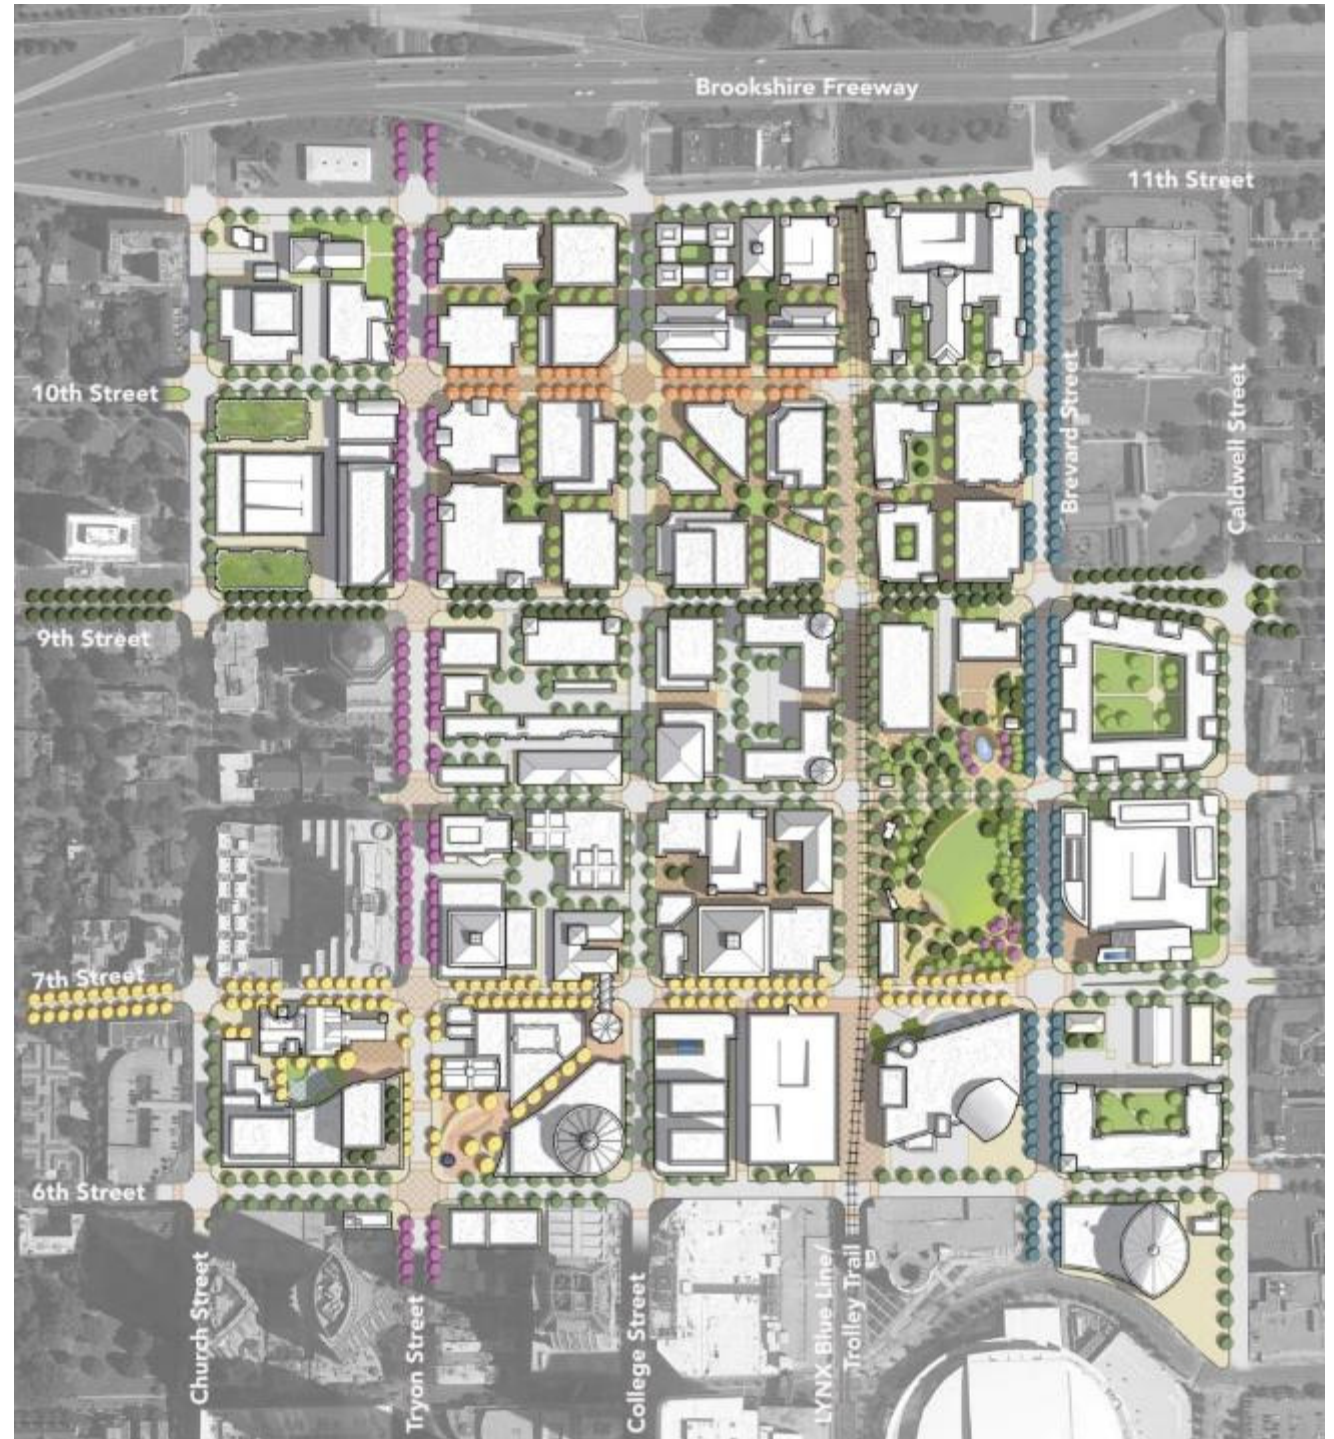 Brookshire Freeway
11th Street
10th Street
Brevard Street
Caldwell Street
9th Street
7th Street
6th Street
Church Street
Tryon Street
College Street
LYNX Blue Line/
Trolley Trail